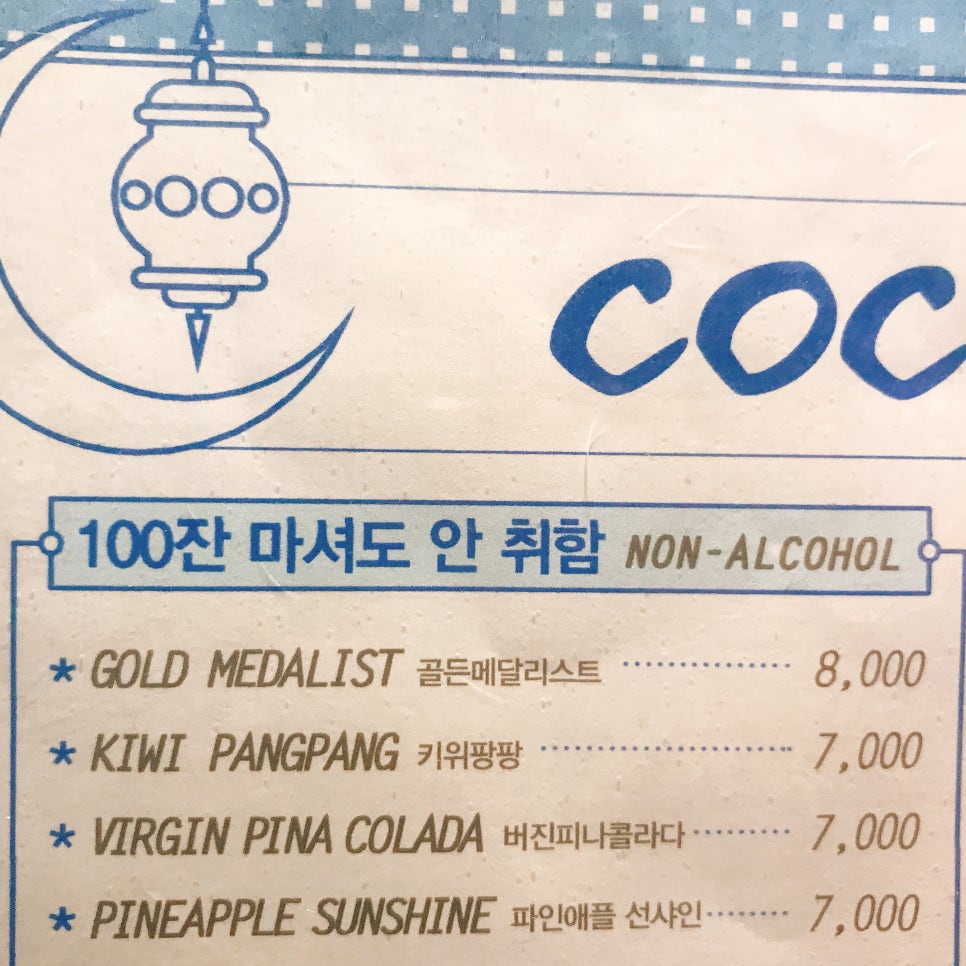 COC
100잔 마셔도 안 취함 NON-ALCOHOL
* GOLD MEDALIST 골든메달리스트 8,000
* KIWI PANGPANG 키위팡팡 7,000
* VIRGIN PINA COLADA 버진피나콜라다 7,000
* PINEAPPLE SUNSHINE 파인애플 선샤인 7,000